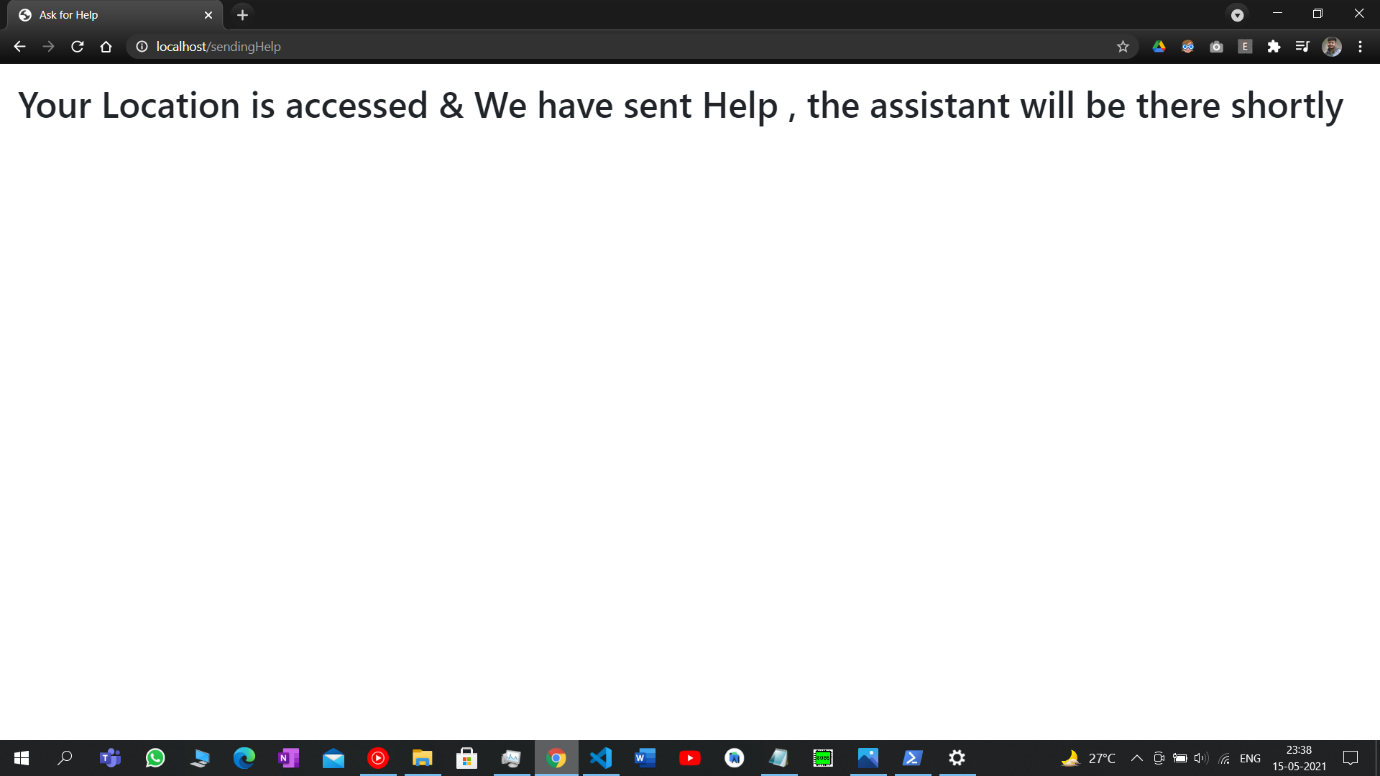 Ask for Help
localhost/sendingHelp
E
Your Location is accessed & We have sent Help , the assistant will be there shortly
27°C
ENG
23:38
15-05-2021